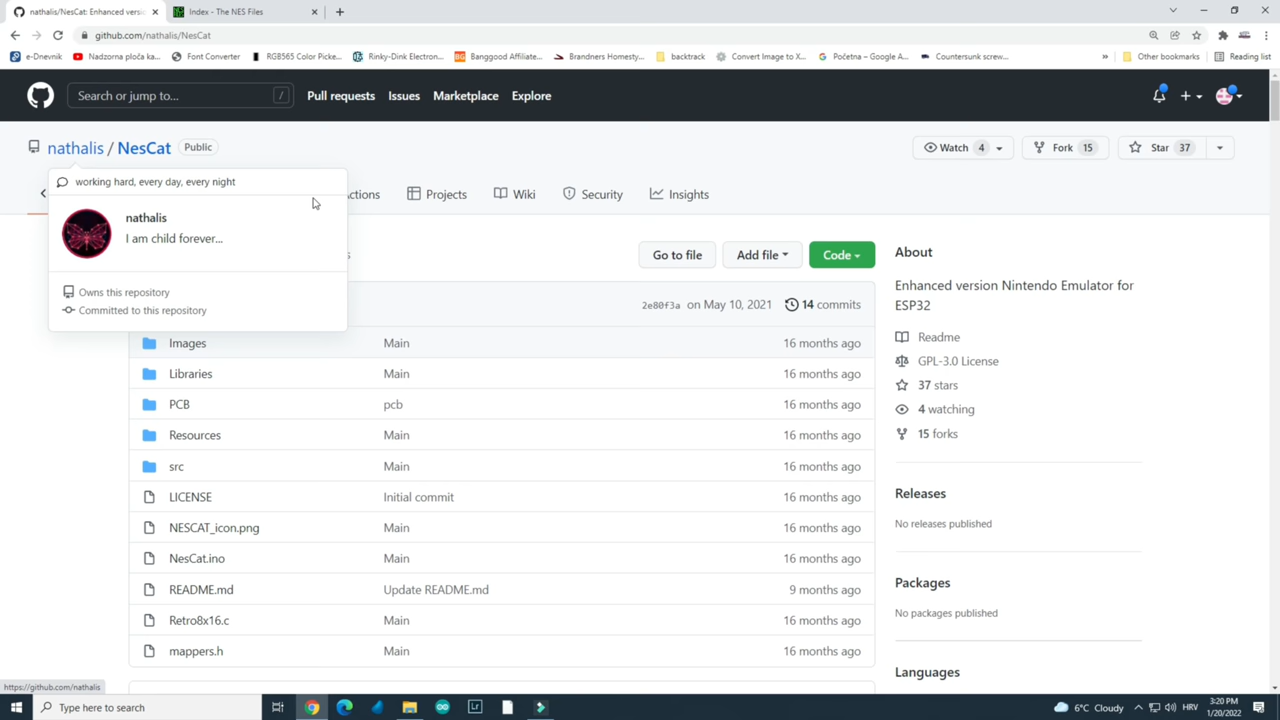 nathalis/NesCat: Enhanced versi
Index - The NES Files
github.com/nathalis/NesCat
e-Dnevnik
Nadzorna ploča ka...
Font Converter
RGB565 Color Picke...
Rinky-Dink Electron...
Banggood Affiliate...
Brandners Homesty...
backtrack
Convert Image to X...
Početna – Google A...
Countersunk screw...
»
Other bookmarks
Reading list
Search or jump to...
/
Pull requests
Issues
Marketplace
Explore
nathalis / NesCat
Public
Watch 4
Fork 15
Star 37
working hard, every day, every night
ctions
Projects
Wiki
Security
Insights
nathalis
I am child forever...
Owns this repository
Committed to this repository
s
Go to file
Add file
Code
2e80f3a on May 10, 2021
14 commits
Images Main 16 months ago
Libraries Main 16 months ago
PCB pcb 16 months ago
Resources Main 16 months ago
src Main 16 months ago
LICENSE Initial commit 16 months ago
NESCAT_icon.png Main 16 months ago
NesCat.ino Main 16 months ago
README.md Update README.md 9 months ago
Retro8x16.c Main 16 months ago
mappers.h Main 16 months ago
About
Enhanced version Nintendo Emulator for
ESP32
Readme
GPL-3.0 License
37 stars
4 watching
15 forks
Releases
No releases published
Packages
No packages published
Languages
https://github.com/nathalis
Type here to search
6°C Cloudy
HRV
3:20 PM
1/20/2022